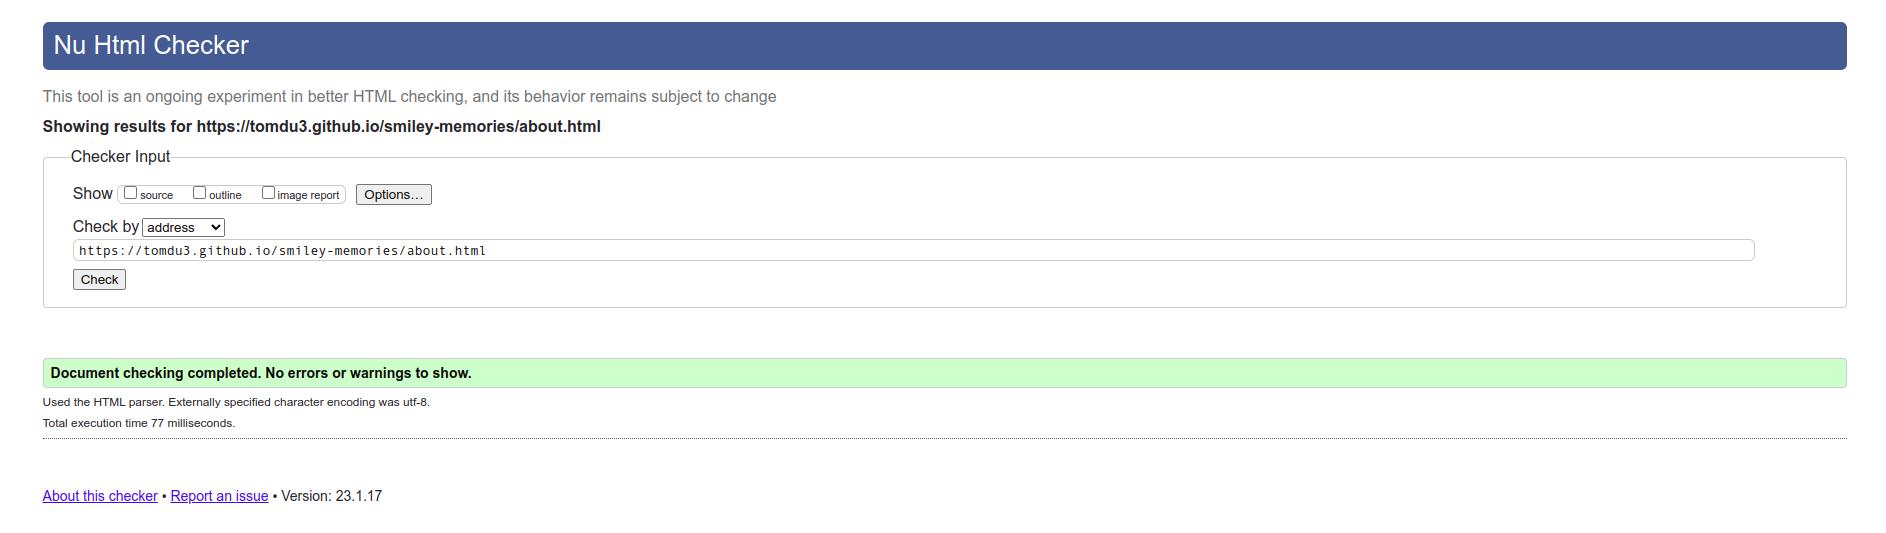 Nu Html Checker
This tool is an ongoing experiment in better HTML checking, and its behavior remains subject to change
Showing results for https://tomdu3.github.io/smiley-memories/about.html
Checker Input
Show source outline image report Options…
Check by address
https://tomdu3.github.io/smiley-memories/about.html
Check
Document checking completed. No errors or warnings to show.
Used the HTML parser. Externally specified character encoding was utf-8.
Total execution time 77 milliseconds.
About this checker • Report an issue • Version: 23.1.17